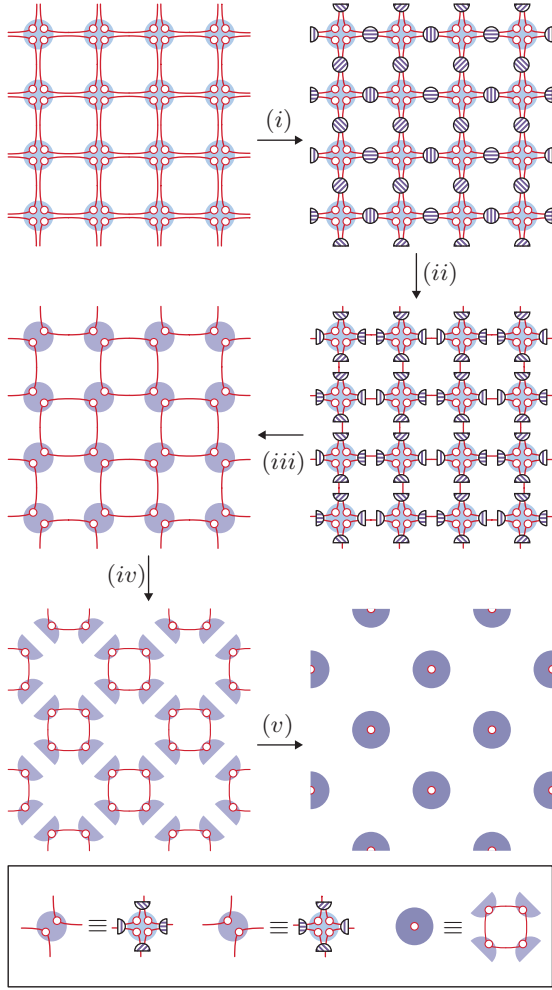 (i)
(ii)
(iii)
(iv)
(v)
≡ ≡ ≡